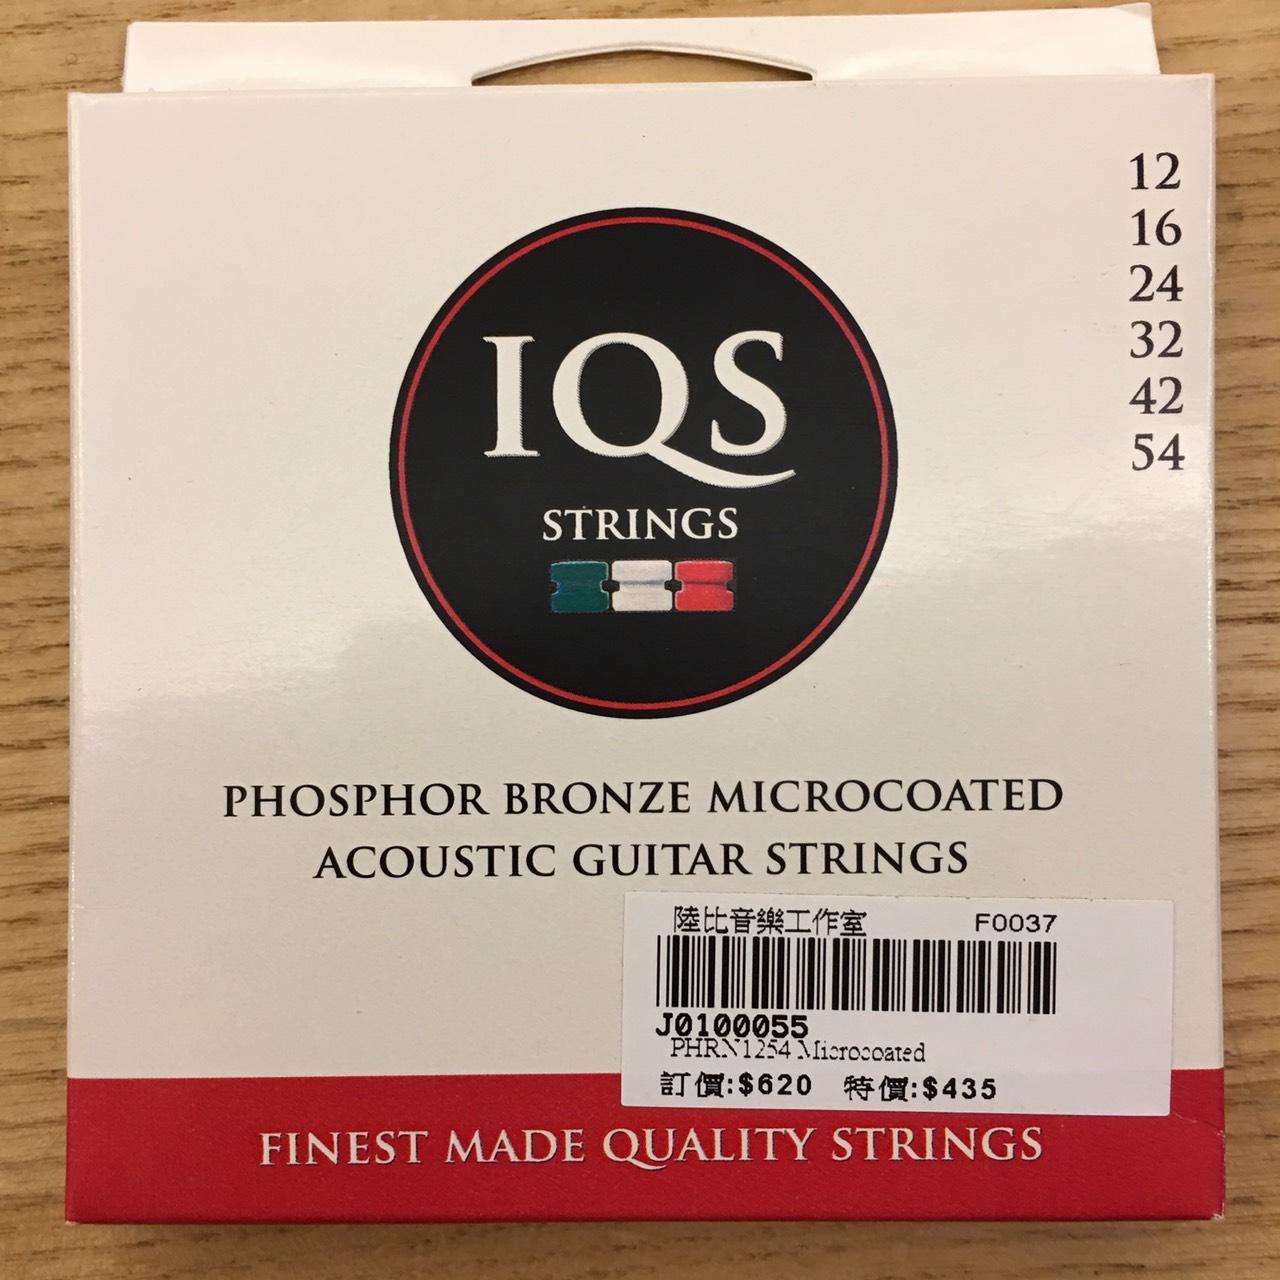 12
16
24
32
42
54
IQS
STRINGS
PHOSPHOR BRONZE MICROCOATED
ACOUSTIC GUITAR STRINGS
陸比音樂工作室 F0037
J0100055
PHRN1254 Microcoated
訂價:$620 特價:$435
FINEST MADE QUALITY STRINGS